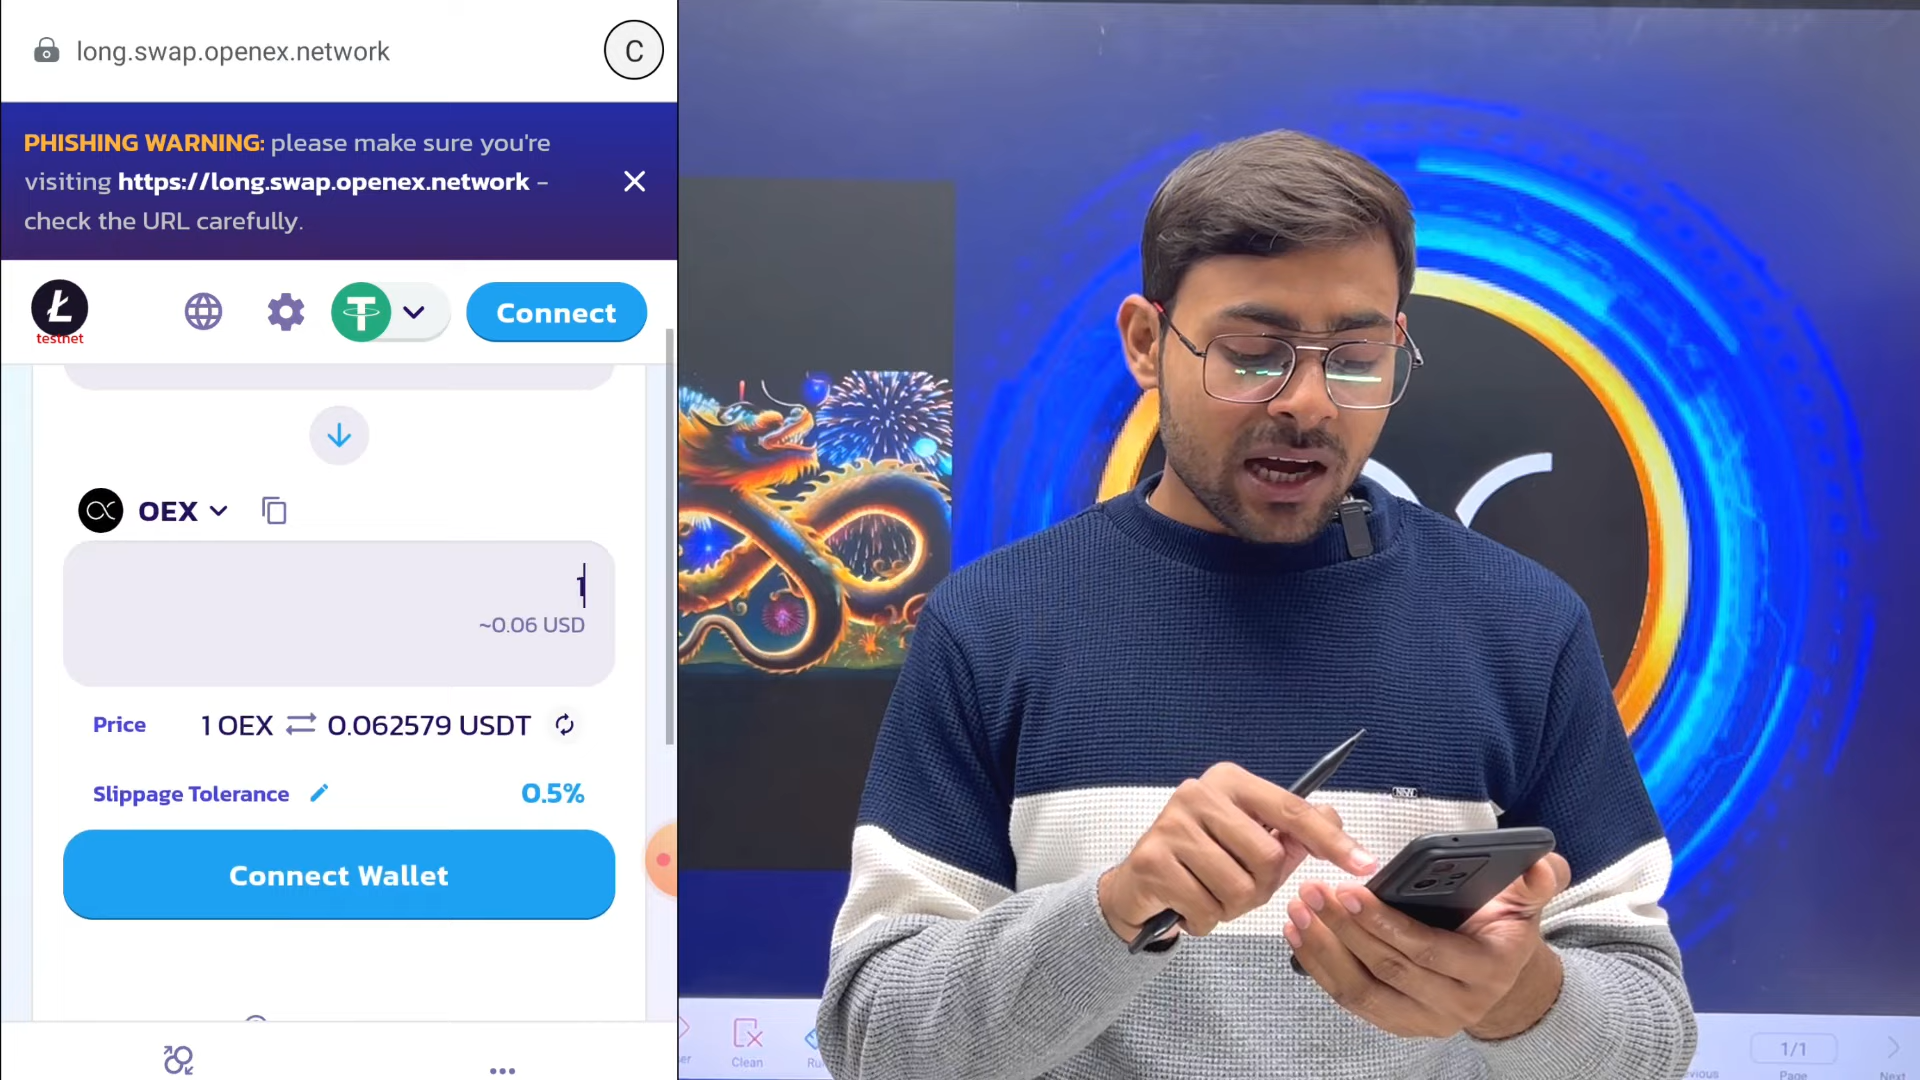 long.swap.openex.network
C
PHISHING WARNING: please make sure you're
visiting https://long.swap.openex.network –
check the URL carefully.
testnet
Connect
OEX
1
~0.06 USD
Price 1 OEX 0.062579 USDT
Slippage Tolerance 0.5%
Connect Wallet
Clean
1/1
Page
Next